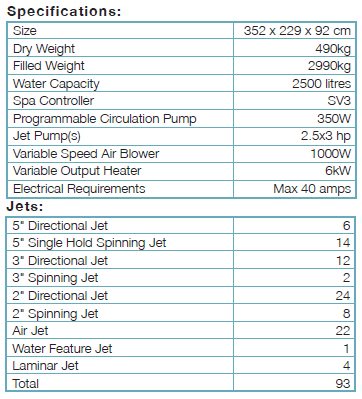 Specifications:
Size 352 x 229 x 92 cm
Dry Weight 490kg
Filled Weight 2990kg
Water Capacity 2500 litres
Spa Controller SV3
Programmable Circulation Pump 350W
Jet Pump(s) 2.5x3 hp
Variable Speed Air Blower 1000W
Variable Output Heater 6kW
Electrical Requirements Max 40 amps
Jets:
5" Directional Jet 6
5" Single Hold Spinning Jet 14
3" Directional Jet 12
3" Spinning Jet 2
2" Directional Jet 24
2" Spinning Jet 8
Air Jet 22
Water Feature Jet 1
Laminar Jet 4
Total 93